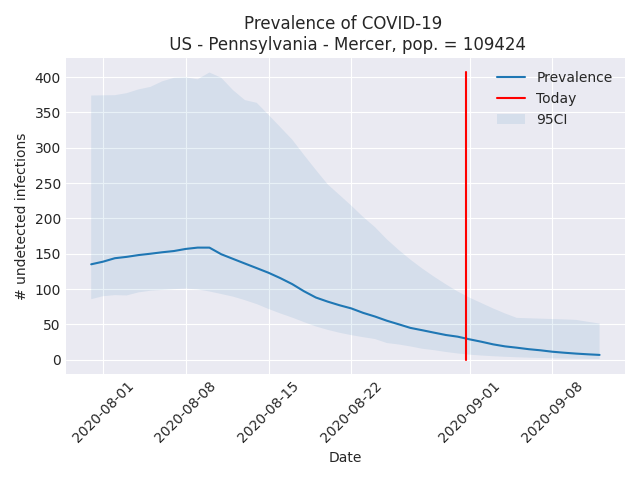 Prevalence of COVID-19
US - Pennsylvania - Mercer, pop. = 109424
400
350
300
250
200
150
100
50
0
# undetected infections
Prevalence
Today
95CI
2020-08-01
2020-08-08
2020-08-15
2020-08-22
2020-09-01
2020-09-08
Date